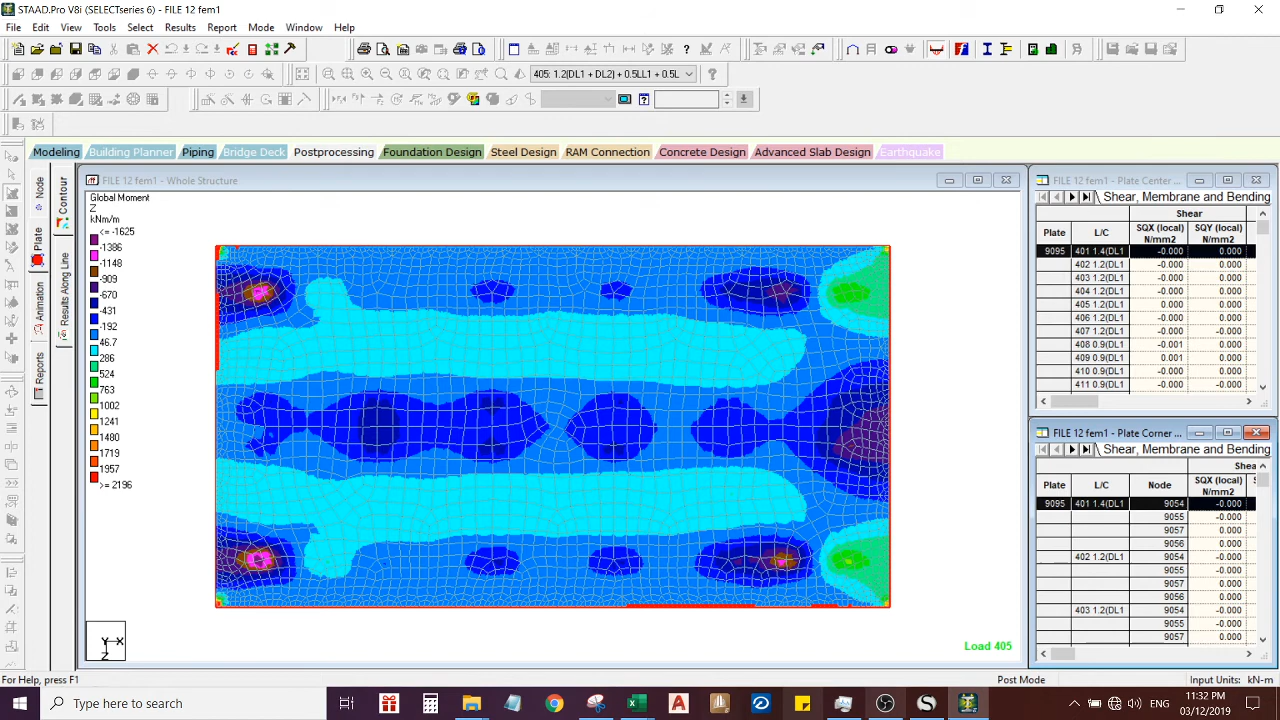 STAAD.Pro V8i (SELECTseries 6) - FILE 12 fem1
File Edit View Tools Select Results Report Mode Window Help
405: 1.2(DL1 + DL2) + 0.5LL1 + 0.5L
Modeling Building Planner Piping Bridge Deck Postprocessing Foundation Design Steel Design RAM Connection Concrete Design Advanced Slab Design Earthquake
Node
Plate
Animation
Reports
Contour
Results Along Line
FILE 12 fem1 - Whole Structure
Global Moment
Z
kNm/m
<= -1625
-1386
-1148
-909
-670
-431
-192
46.7
286
524
763
1002
1241
1480
1719
1957
>= 2196
Y X
Z
Load 405
FILE 12 fem1 - Plate Center ...
Shear, Membrane and Bending
Shear
Plate L/C SQX (local) N/mm2 SQY (local) N/mm2
9095 401 1.4(DL1 -0.000 0.000
402 1.2(DL1 -0.000 0.000
403 1.2(DL1 -0.000 0.000
404 1.2(DL1 -0.000 0.000
405 1.2(DL1 0.000 0.000
406 1.2(DL1 -0.000 0.000
407 1.2(DL1 -0.000 -0.000
408 0.9(DL1 -0.001 0.000
409 0.9(DL1 0.001 0.000
410 0.9(DL1 -0.000 0.000
411 0.9(DL1 -0.000 0.000
FILE 12 fem1 - Plate Corner ...
Shear, Membrane and Bending
Shea
Plate L/C Node SQX (local) N/mm2
9095 401 1.4(DL1 9054 -0.000
9055 -0.000
9057 0.000
9056 0.000
402 1.2(DL1 9054 -0.000
9055 -0.000
9057 0.000
9056 0.000
403 1.2(DL1 9054 -0.000
9055 -0.000
9057 0.000
For Help, press F1
Post Mode
Input Units: kN-m
Type here to search
ENG
11:32 PM
03/12/2019